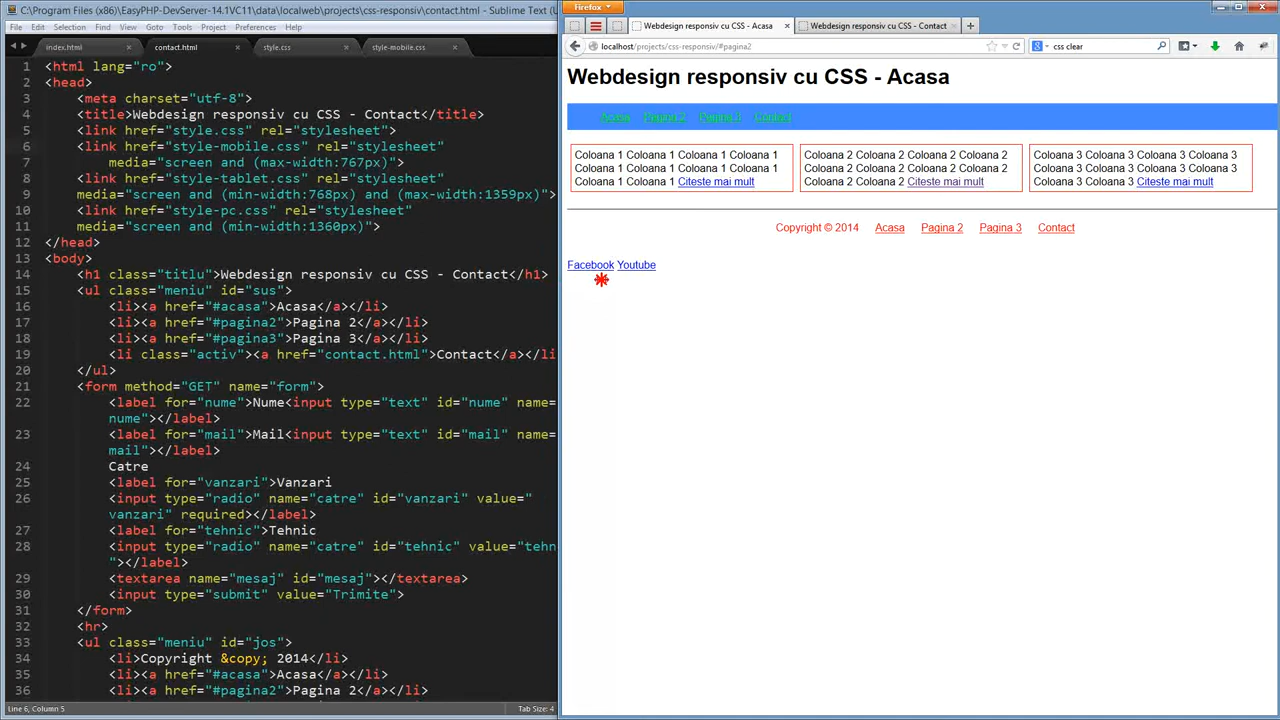 C:\Program Files (x86)\EasyPHP-DevServer-14.1VC11\data\localweb\projects\css-responsiv\contact.html - Sublime Text (
File Edit Selection Find View Goto Tools Project Preferences Help
index.html contact.html style.css style-mobile.css
1 <html lang="ro">
2 <head>
3 <meta charset="utf-8">
4 <title>Webdesign responsiv cu CSS - Contact</title>
5 <link href="style.css" rel="stylesheet">
6 <link href="style-mobile.css" rel="stylesheet"
7 media="screen and (max-width:767px)">
8 <link href="style-tablet.css" rel="stylesheet"
9 media="screen and (min-width:768px) and (max-width:1359px)">
10 <link href="style-pc.css" rel="stylesheet"
11 media="screen and (min-width:1360px)">
12 </head>
13 <body>
14 <h1 class="titlu">Webdesign responsiv cu CSS - Contact</h1>
15 <ul class="meniu" id="sus">
16 <li><a href="#acasa">Acasa</a></li>
17 <li><a href="#pagina2">Pagina 2</a></li>
18 <li><a href="#pagina3">Pagina 3</a></li>
19 <li class="activ"><a href="contact.html">Contact</a></li
20 </ul>
21 <form method="GET" name="form">
22 <label for="nume">Nume<input type="text" id="nume" name=
nume"></label>
23 <label for="mail">Mail<input type="text" id="mail" name=
mail"></label>
24 Catre
25 <label for="vanzari">Vanzari
26 <input type="radio" name="catre" id="vanzari" value="
vanzari" required></label>
27 <label for="tehnic">Tehnic
28 <input type="radio" name="catre" id="tehnic" value="tehn
"></label>
29 <textarea name="mesaj" id="mesaj"></textarea>
30 <input type="submit" value="Trimite">
31 </form>
32 <hr>
33 <ul class="meniu" id="jos">
34 <li>Copyright &copy; 2014</li>
35 <li><a href="#acasa">Acasa</a></li>
36 <li><a href="#pagina2">Pagina 2</a></li>
Line 6, Column 5 Tab Size: 4
Firefox
Webdesign responsiv cu CSS - Acasa Webdesign responsiv cu CSS - Contact
localhost/projects/css-responsiv/#pagina2 css clear
Webdesign responsiv cu CSS - Acasa
Acasa Pagina 2 Pagina 3 Contact
Coloana 1 Coloana 1 Coloana 1 Coloana 1
Coloana 1 Coloana 1 Coloana 1 Coloana 1
Coloana 1 Coloana 1 Citeste mai mult
Coloana 2 Coloana 2 Coloana 2 Coloana 2
Coloana 2 Coloana 2 Coloana 2 Coloana 2
Coloana 2 Coloana 2 Citeste mai mult
Coloana 3 Coloana 3 Coloana 3 Coloana 3
Coloana 3 Coloana 3 Coloana 3 Coloana 3
Coloana 3 Coloana 3 Citeste mai mult
Copyright © 2014 Acasa Pagina 2 Pagina 3 Contact
Facebook Youtube